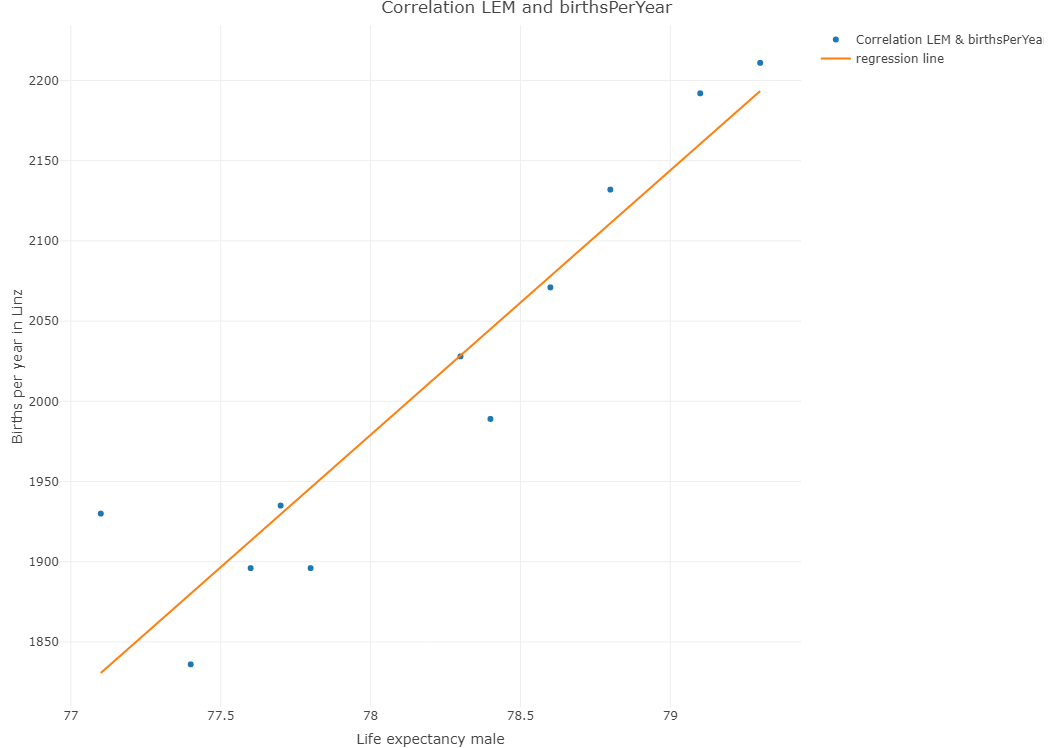 Correlation LEM and birthsPerYear
Correlation LEM & birthsPerYear
regression line
2200
2150
2100
2050
2000
1950
1900
1850
Births per year in Linz
77
77.5
78
78.5
79
Life expectancy male